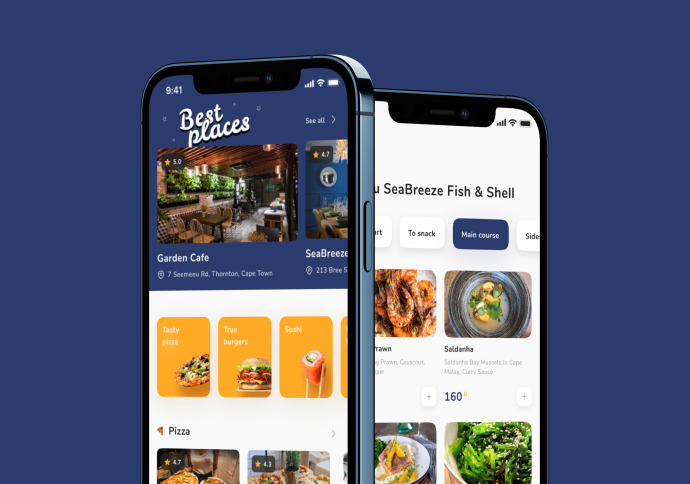 9:41
Best
places
See all
5.0
4.7
Garden Cafe
SeaBreeze
7 Seemeeu Rd, Thornton, Cape Town
213 Bree S
Tasty
pizza
True
burgers
Sushi
Pizza
4.7
4.3
u SeaBreeze Fish & Shell
art
To snack
Main course
Sides
Prawn
g Prawn, Couscous,
que
+
Saldanha
Saldanha Bay Mussels In Cape
Malay, Curry Sauce
160 R
+